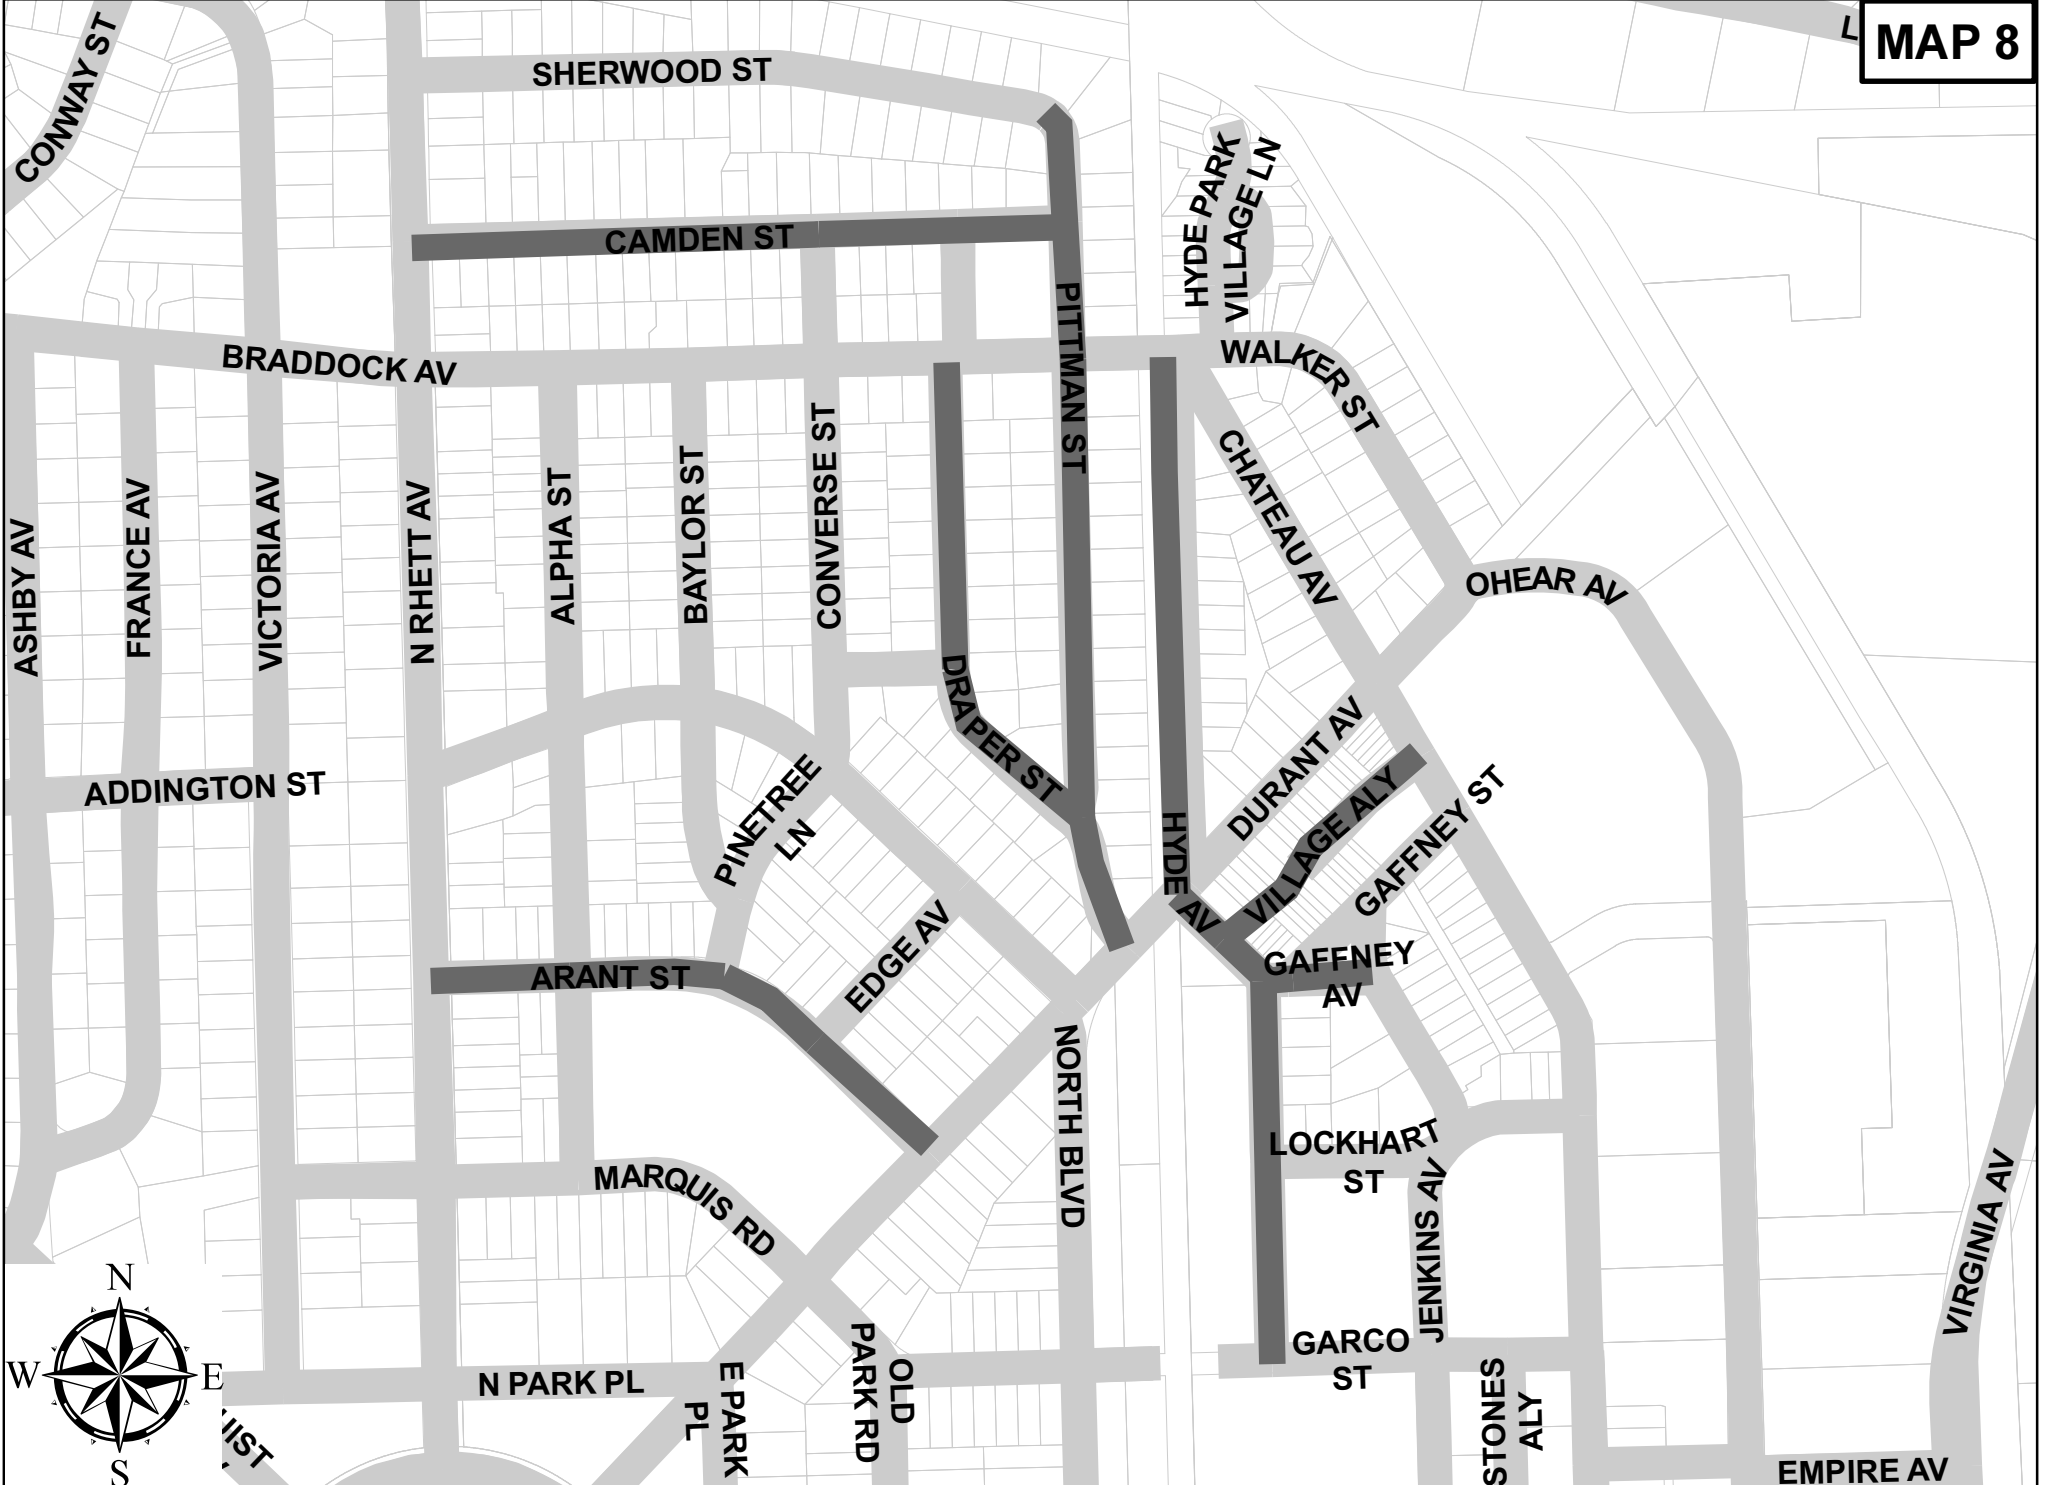 L
MAP 8
CONWAY ST
SHERWOOD ST
HYDE PARK
VILLAGE LN
CAMDEN ST
PITTMAN ST
BRADDOCK AV
WALKER ST
CHATEAU AV
OHEAR AV
ASHBY AV
FRANCE AV
VICTORIA AV
N RHETT AV
ALPHA ST
BAYLOR ST
CONVERSE ST
DRAPER ST
ADDINGTON ST
PINETREE
LN
HYDE AV
DURANT AV
VILLAGE ALY
GAFFNEY ST
EDGE AV
ARANT ST
GAFFNEY
AV
NORTH BLVD
LOCKHART
ST
MARQUIS RD
JENKINS AV
VIRGINIA AV
GARCO
ST
N PARK PL
E PARK
PL
OLD
PARK RD
STONES
ALY
EMPIRE AV
N
W
E
S